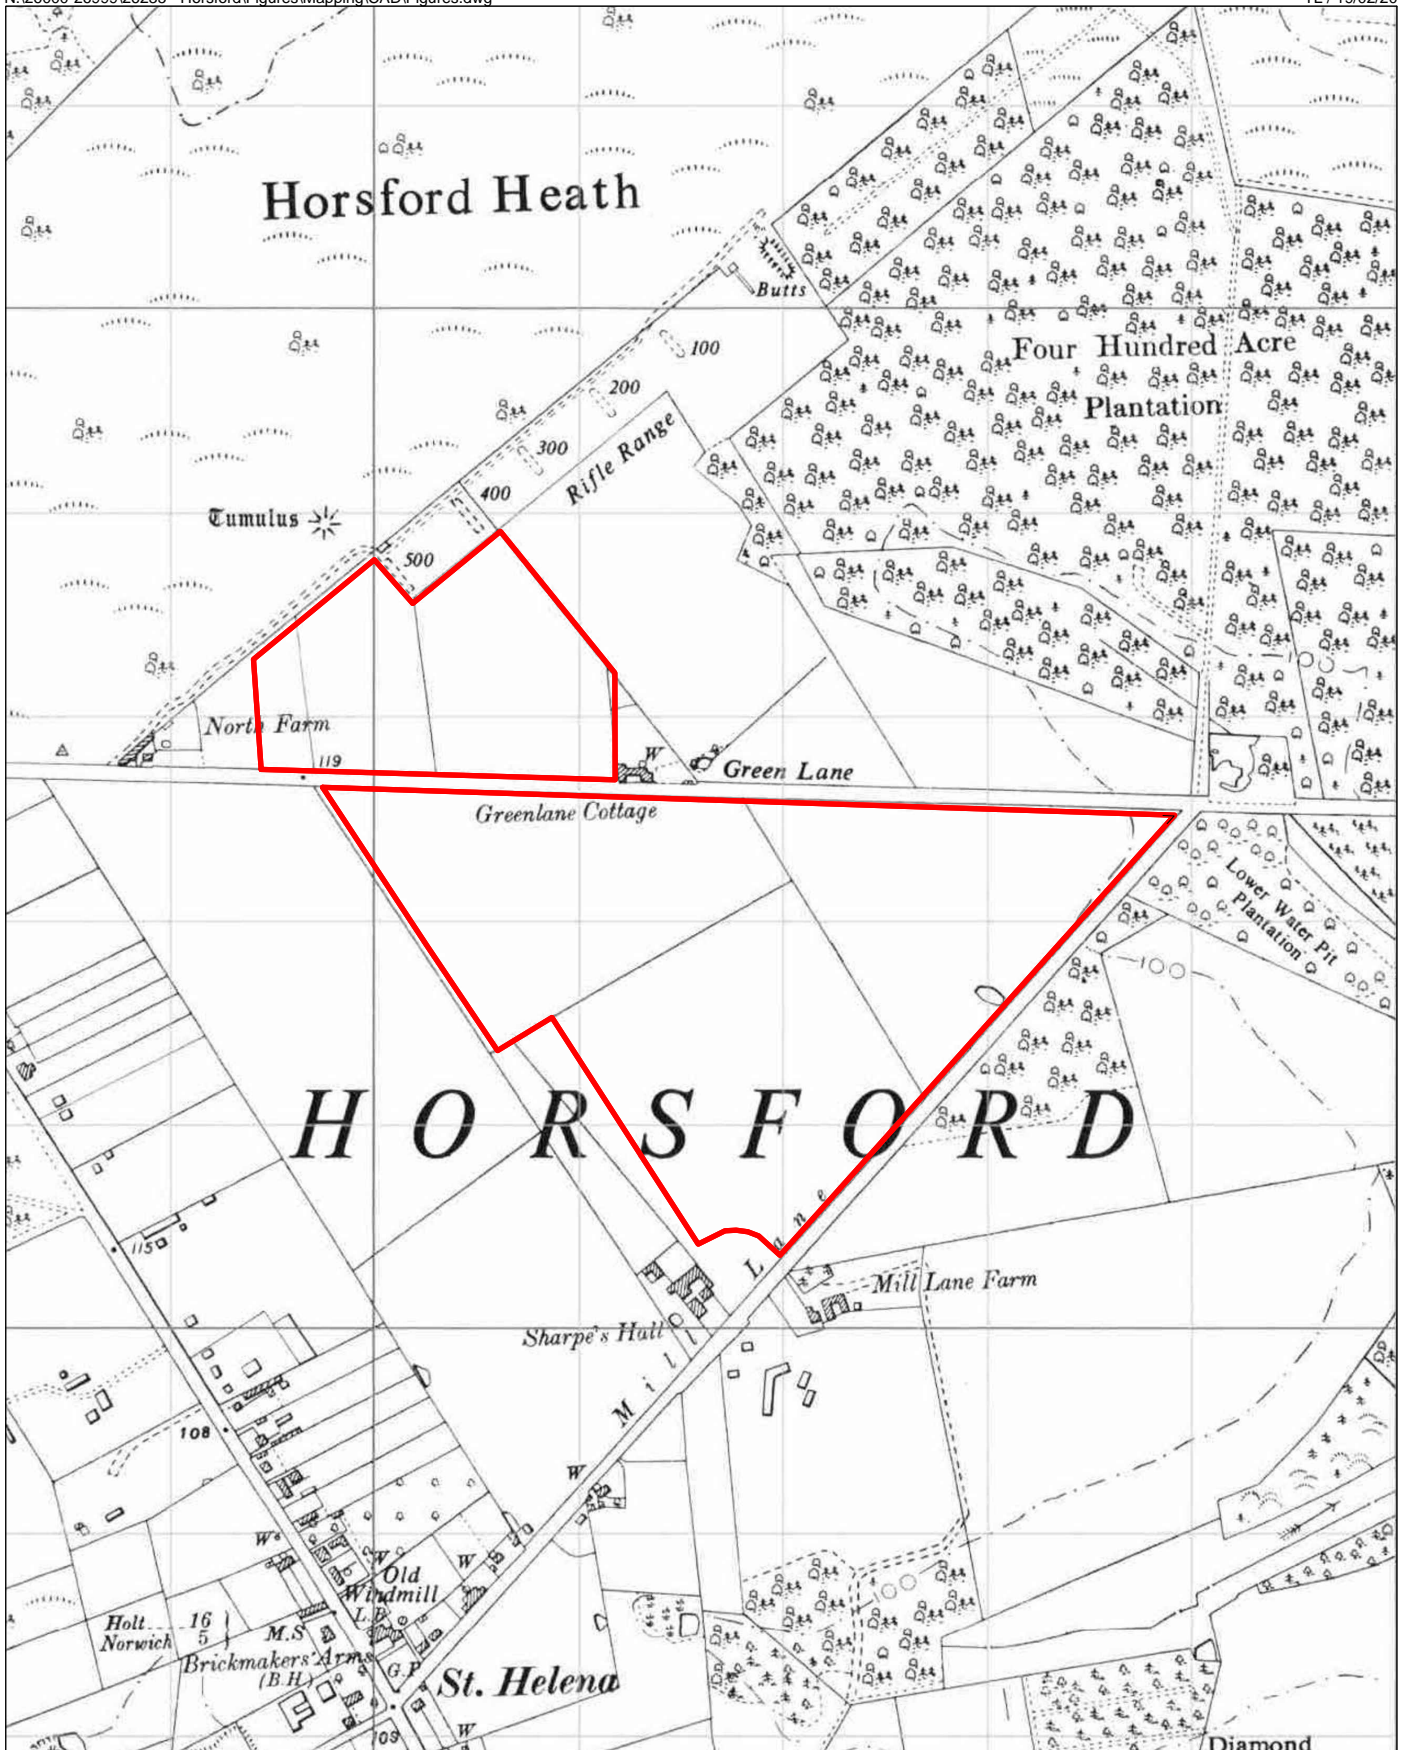 Horsford Heath
Butts
100
Four Hundred Acre
Plantation
200
300
Rifle Range
400
Tumulus
500
North Farm
119
W
Green Lane
Greenlane Cottage
Lower Water Pit
Plantation
100
HORSFORD
115
Mill Lane
Mill Lane Farm
Sharpe's Hall
108
W
W
W
W
Old
Windmill
L.B
Holt 16
Norwich 5
M.S
Brickmakers' Arms
(B.H.)
G.P
St. Helena
W
109
Diamond